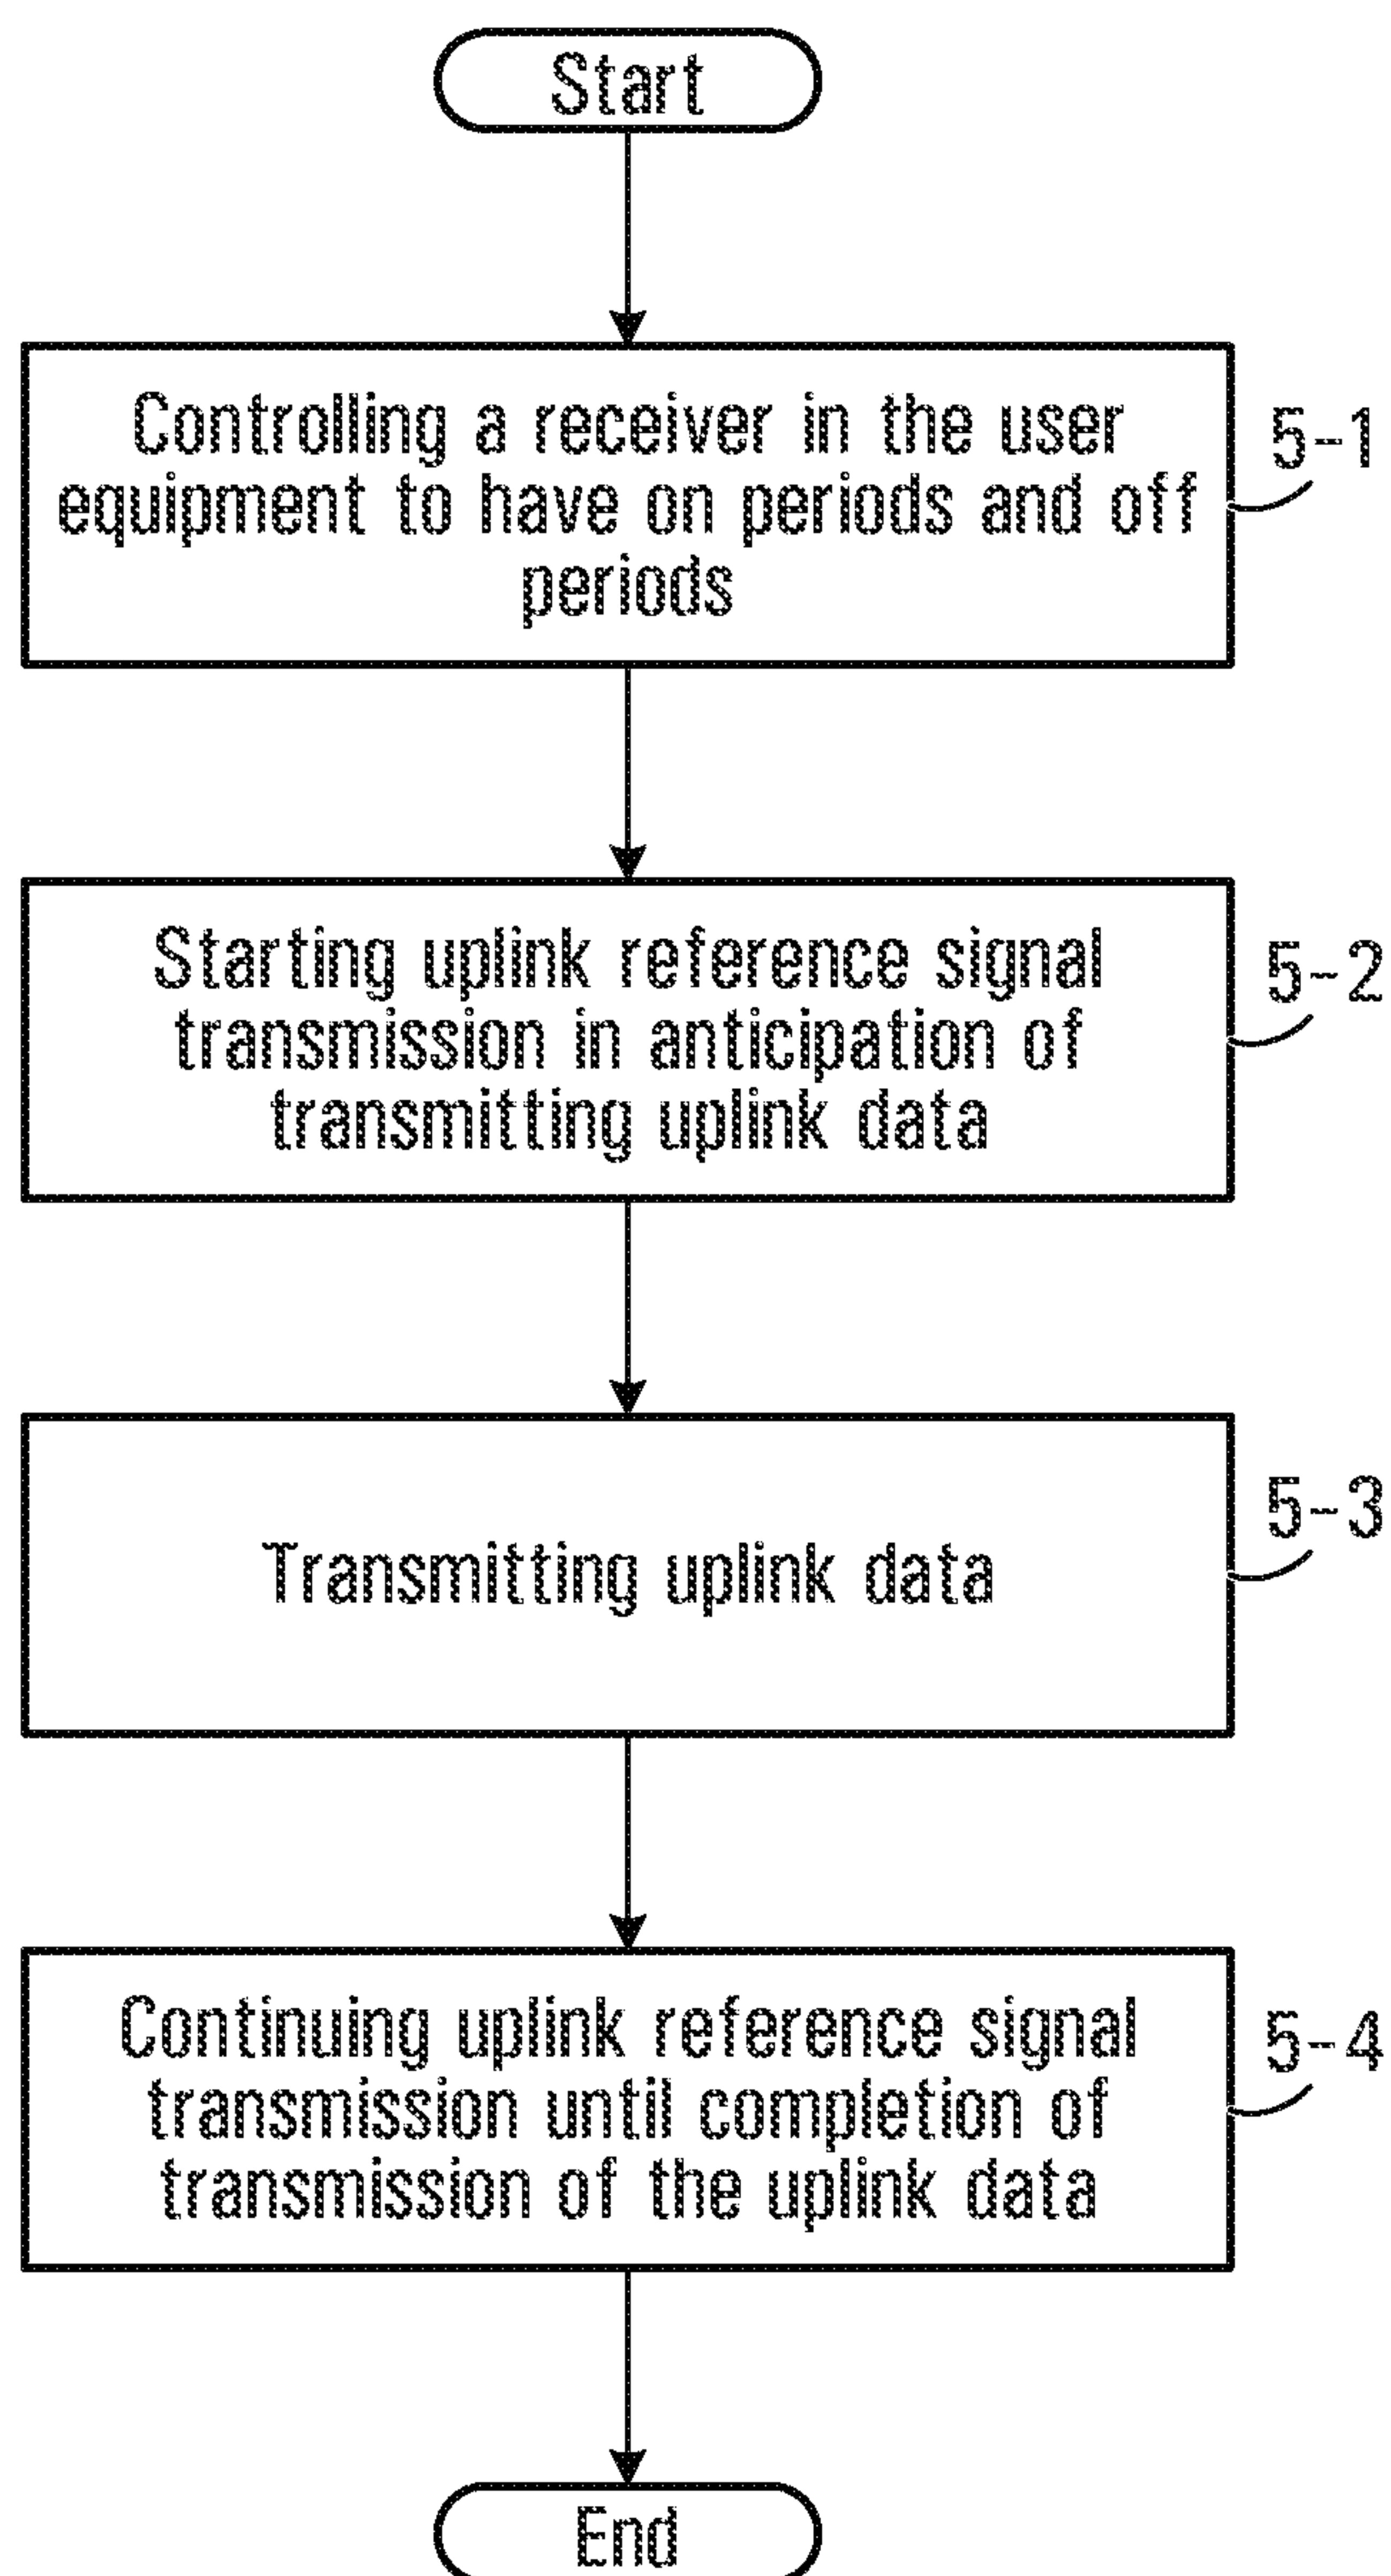 Start
Controlling a receiver in the user
equipment to have on periods and off
periods
5-1
Starting uplink reference signal
transmission in anticipation of
transmitting uplink data
5-2
Transmitting uplink data
5-3
Continuing uplink reference signal
transmission until completion of
transmission of the uplink data
5-4
End